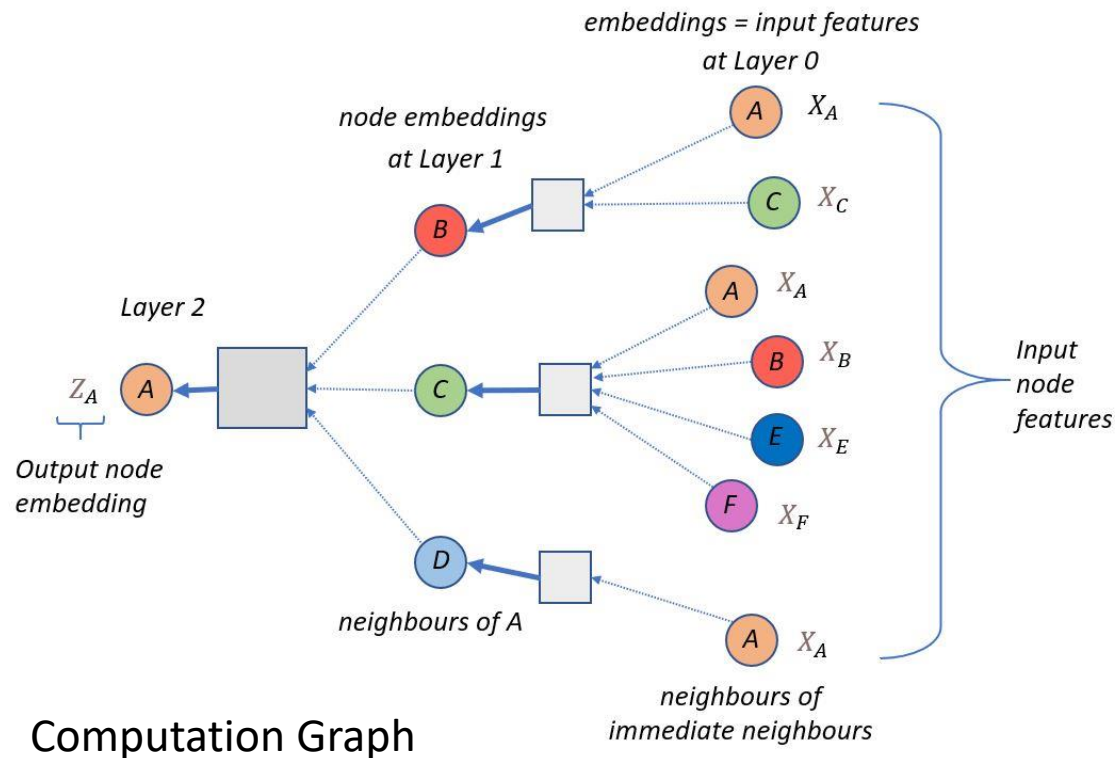 embeddings = input features
at Layer 0
A
X_A
node embeddings
at Layer 1
C
X_C
B
A
X_A
Layer 2
B
X_B
Input
node
features
Z_A
A
C
E
X_E
Output node
embedding
F
X_F
D
neighbours of A
A
X_A
neighbours of
immediate neighbours
Computation Graph